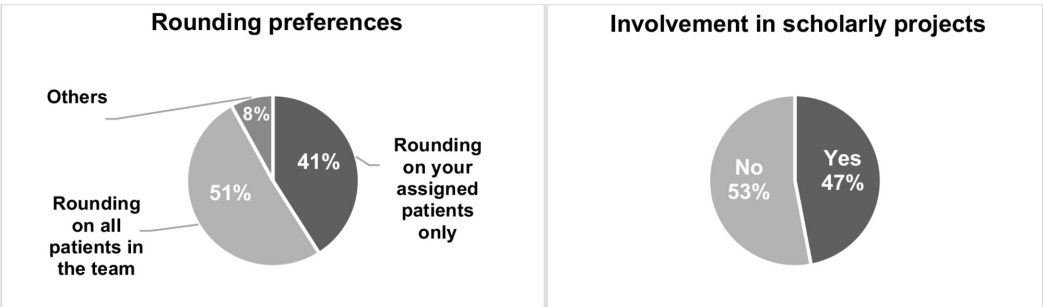 Rounding preferences
Others
8%
41%
51%
Rounding
on your
assigned
patients
only
Rounding
on all
patients in
the team
Involvement in scholarly projects
No
53%
Yes
47%